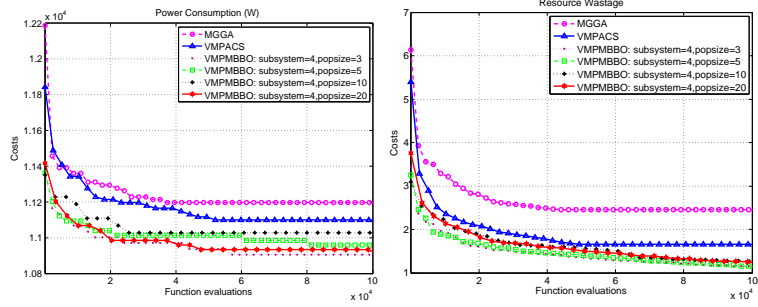 Power Consumption (W)
x 10^4
1.22
1.2
1.18
1.16
1.14
1.12
1.1
1.08
Costs
MGGA
VMPACS
VMPMBBO: subsystem=4,popsize=3
VMPMBBO: subsystem=4,popsize=5
VMPMBBO: subsystem=4,popsize=10
VMPMBBO: subsystem=4,popsize=20
0 2 4 6 8 10
Function evaluations
x 10^4
Resource Wastage
7
6
5
4
3
2
1
Costs
MGGA
VMPACS
VMPMBBO: subsystem=4,popsize=3
VMPMBBO: subsystem=4,popsize=5
VMPMBBO: subsystem=4,popsize=10
VMPMBBO: subsystem=4,popsize=20
0 2 4 6 8 10
Function evaluations
x 10^4